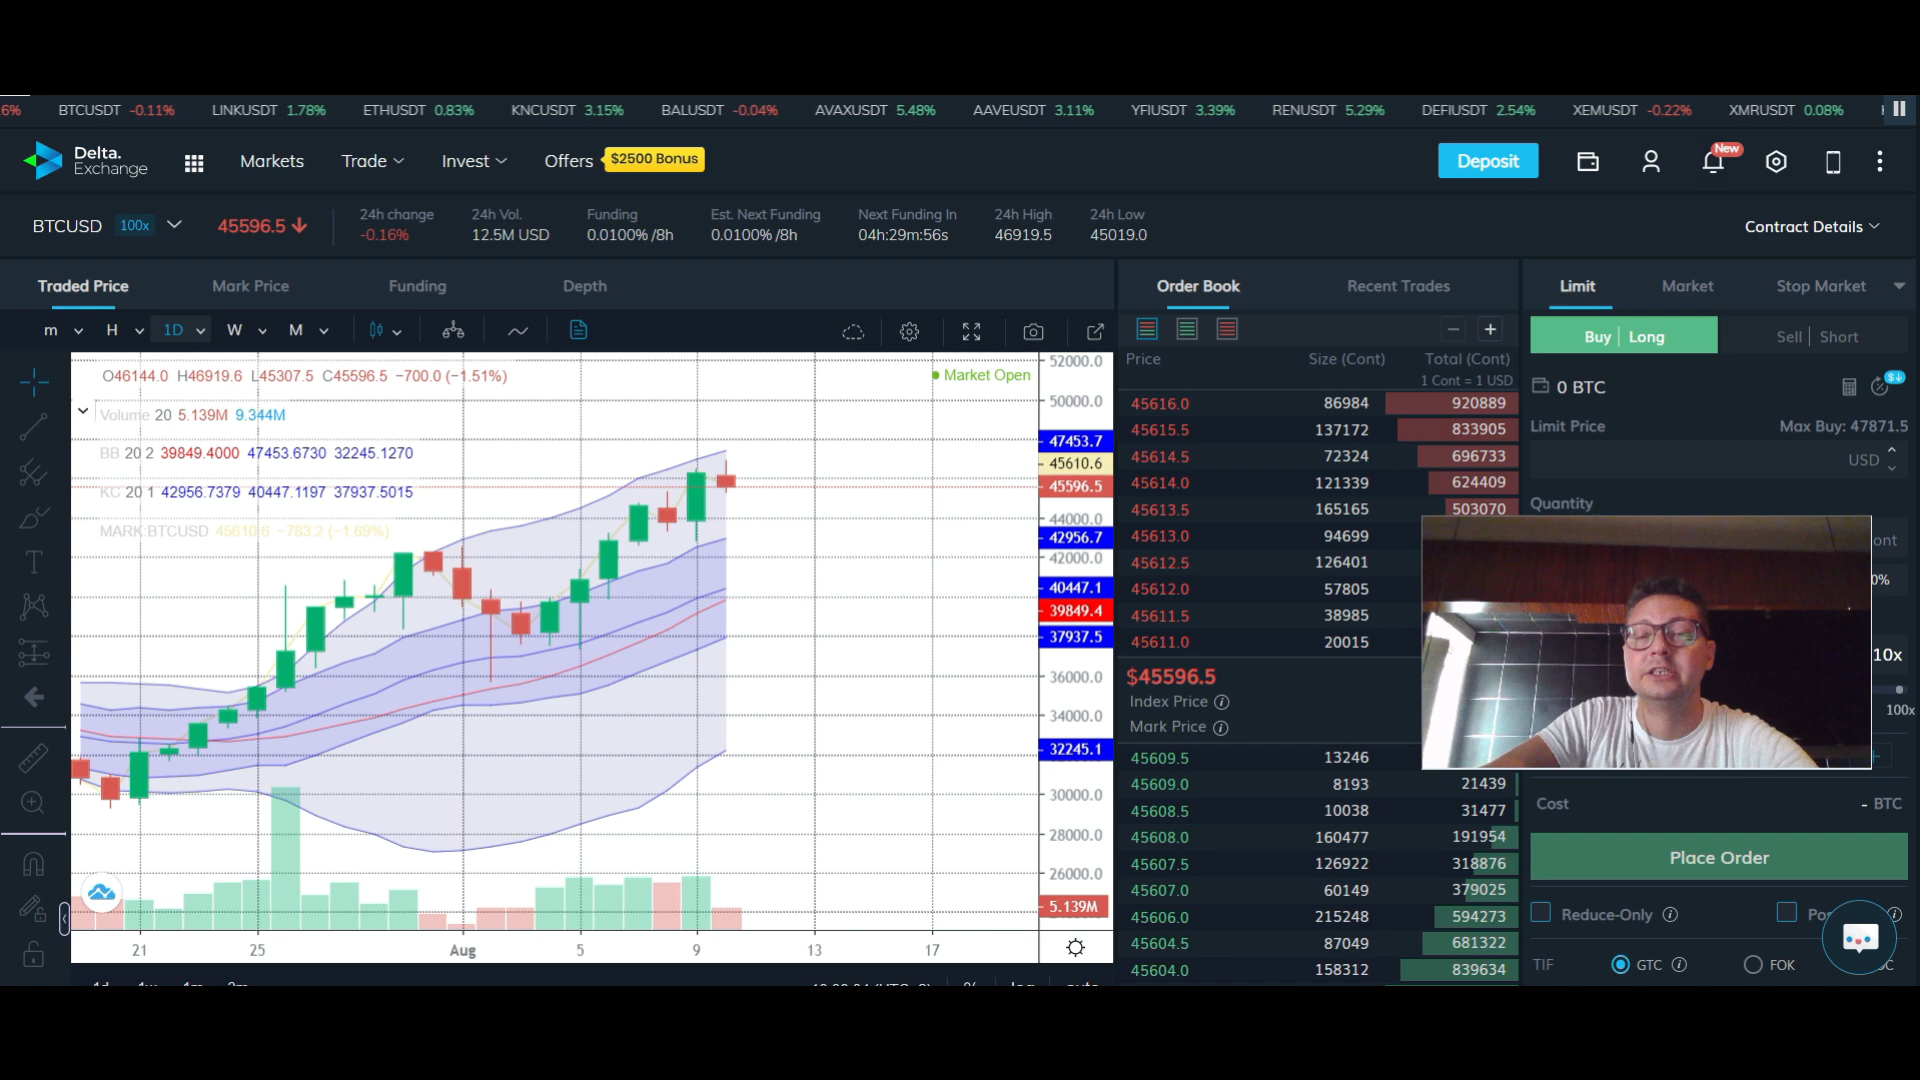 6% BTCUSDT -0.11% LINKUSDT 1.78% ETHUSDT 0.83% KNCUSDT 3.15% BALUSDT -0.04% AVAXUSDT 5.48% AAVEUSDT 3.11% YFIUSDT 3.39% RENUSDT 5.29% DEFIUSDT 2.54% XEMUSDT -0.22% XMRUSDT 0.08%
Delta.
Exchange
Markets Trade Invest Offers $2500 Bonus Deposit New
BTCUSD 100x 45596.5
24h change 24h Vol. Funding Est. Next Funding Next Funding In 24h High 24h Low
-0.16% 12.5M USD 0.0100% /8h 0.0100% /8h 04h:29m:56s 46919.5 45019.0
Contract Details
Traded Price Mark Price Funding Depth
m H 1D W M
O46144.0 H46919.6 L45307.5 C45596.5 −700.0 (−1.51%)
Market Open
Volume 20 5.139M 9.344M
BB 20 2 39849.4000 47453.6730 32245.1270
KC 20 1 42956.7379 40447.1197 37937.5015
MARK:BTCUSD 45610.6 −783.2 (−1.69%)
52000.0
50000.0
47453.7
45610.6
45596.5
44000.0
42956.7
42000.0
40447.1
39849.4
37937.5
36000.0
34000.0
32245.1
30000.0
28000.0
26000.0
5.139M
21 25 Aug 5 9 13 17
Order Book Recent Trades
Price Size (Cont) Total (Cont)
1 Cont = 1 USD
45616.0 86984 920889
45615.5 137172 833905
45614.5 72324 696733
45614.0 121339 624409
45613.5 165165 503070
45613.0 94699
45612.5 126401
45612.0 57805
45611.5 38985
45611.0 20015
$45596.5
Index Price
Mark Price
45609.5 13246
45609.0 8193 21439
45608.5 10038 31477
45608.0 160477 191954
45607.5 126922 318876
45607.0 60149 379025
45606.0 215248 594273
45604.5 87049 681322
45604.0 158312 839634
Limit Market Stop Market
Buy | Long Sell | Short
0 BTC
Limit Price Max Buy: 47871.5
USD
Quantity
ont
0%
10x
100x
Cost - BTC
Place Order
Reduce-Only
TIF GTC FOK